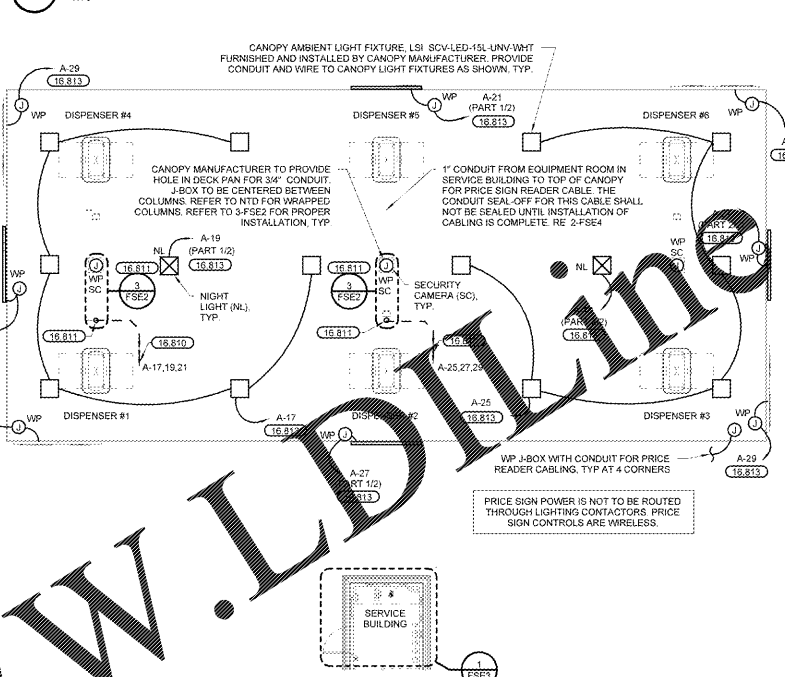 CANOPY AMBIENT LIGHT FIXTURE, LSI SCV-LED-15L-UNV-WHT
FURNISHED AND INSTALLED BY CANOPY MANUFACTURER. PROVIDE
CONDUIT AND WIRE TO CANOPY LIGHT FIXTURES AS SHOWN, TYP.
A-29
16.813
J
WP
DISPENSER #4
DISPENSER #5
J
WP
A-21
(PART 1/2)
16.813
DISPENSER #6
WP
J
CANOPY MANUFACTURER TO PROVIDE
HOLE IN DECK PAN FOR 3/4" CONDUIT.
J-BOX TO BE CENTERED BETWEEN
COLUMNS. REFER TO NTD FOR WRAPPED
COLUMNS. REFER TO 3-FSE2 FOR PROPER
INSTALLATION, TYP
1" CONDUIT FROM EQUIPMENT ROOM IN
SERVICE BUILDING TO TOP OF CANOPY
FOR PRICE SIGN READER CABLE. THE
CONDUIT SEAL-OFF FOR THIS CABLE SHALL
NOT BE SEALED UNTIL INSTALLATION OF
CABLING IS COMPLETE. RE 2-FSE4
A-19
(PART 1/2)
16.813
NL
NIGHT
LIGHT (NL),
TYP.
J
WP
SC
16.811
3
FSE2
16.811
16.810
A-17,19,21
WP
J
16.811
3
FSE2
J
WP
SC
SECURITY
CAMERA (SC),
TYP.
16.811
A-25,27,29
NL
WP
SC
WP
J
DISPENSER #1
A-17
16.813
WP
J
A-25
16.813
DISPENSER #3
WP
J
J
A-29
16.813
WP
J
A-27
(PART 1/2)
WP J-BOX WITH CONDUIT FOR PRICE
READER CABLING, TYP AT 4 CORNERS
PRICE SIGN POWER IS NOT TO BE ROUTED
THROUGH LIGHTING CONTACTORS. PRICE
SIGN CONTROLS ARE WIRELESS.
SERVICE
BUILDING
1
W.LDILine